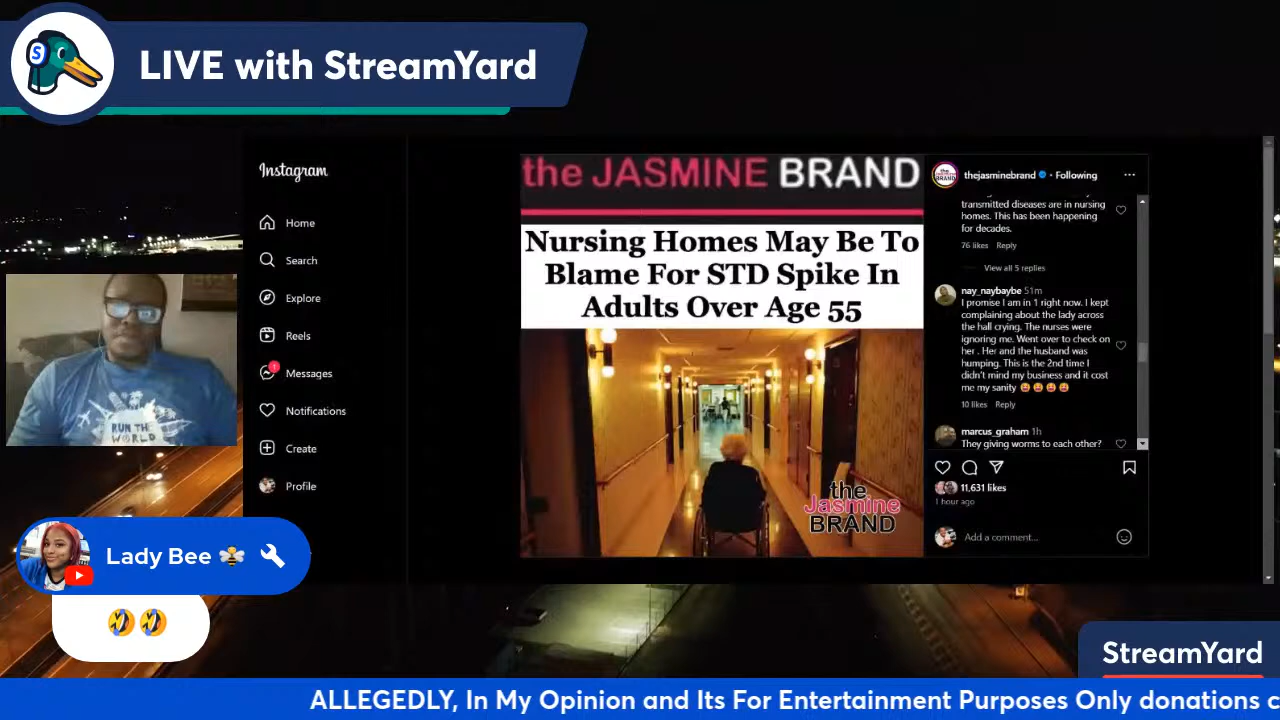 S
LIVE with StreamYard
Instagram
Home
Search
Explore
Reels
Messages
Notifications
Create
Profile
RUN THE
WORLD
the JASMINE BRAND
Nursing Homes May Be To
Blame For STD Spike In
Adults Over Age 55
the
Jasmine
BRAND
thejasminebrand • Following
transmitted diseases are in nursing
homes. This has been happening
for decades.
76 likes Reply
View all 5 replies
nay_naybaybe 51m
I promise I am in 1 right now. I kept
complaining about the lady across
the hall crying. The nurses were
ignoring me. Went over to check on
her . Her and the husband was
humping. This is the 2nd time I
didn't mind my business and it cost
me my sanity 😩😩😩😩
10 likes Reply
marcus_graham 1h
They giving worms to each other?
11,631 likes
1 hour ago
Add a comment...
Lady Bee 🐝
🤣🤣
StreamYard
ALLEGEDLY, In My Opinion and Its For Entertainment Purposes Only donations